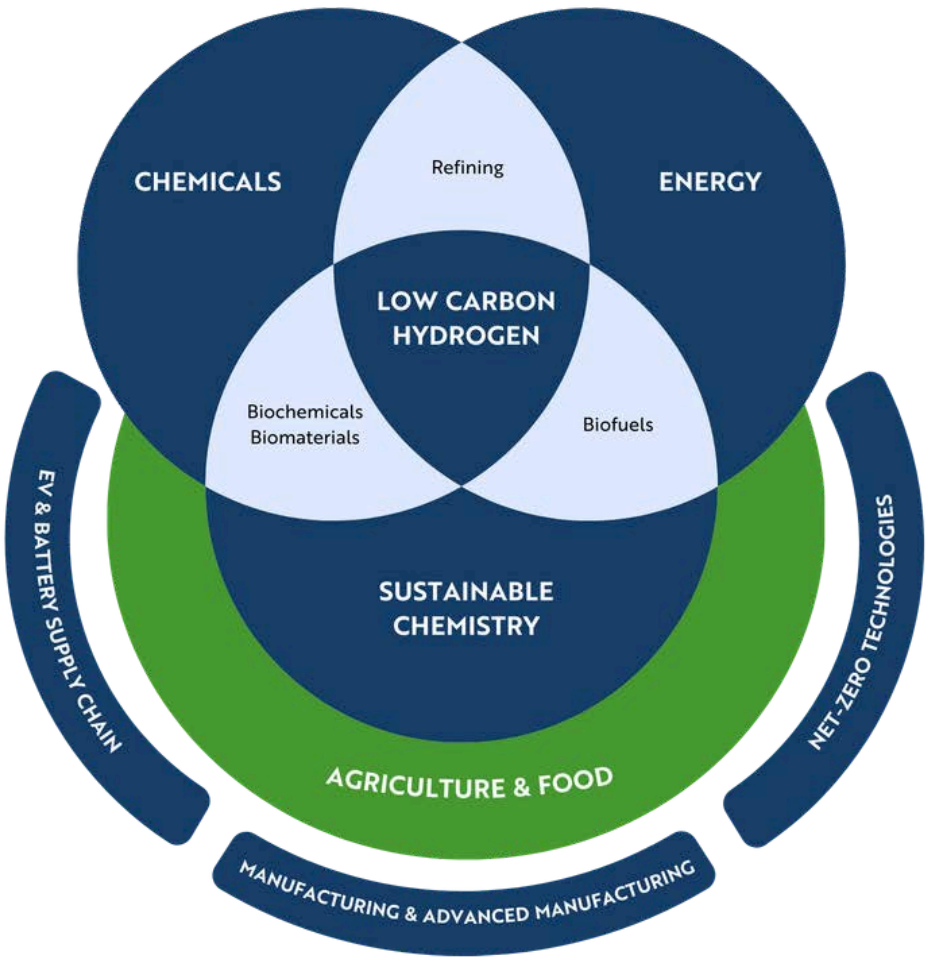 Refining
CHEMICALS
ENERGY
LOW CARBON
HYDROGEN
Biochemicals
Biomaterials
Biofuels
EV & BATTERY SUPPLY CHAIN
NET-ZERO TECHNOLOGIES
SUSTAINABLE
CHEMISTRY
AGRICULTURE & FOOD
MANUFACTURING & ADVANCED MANUFACTURING